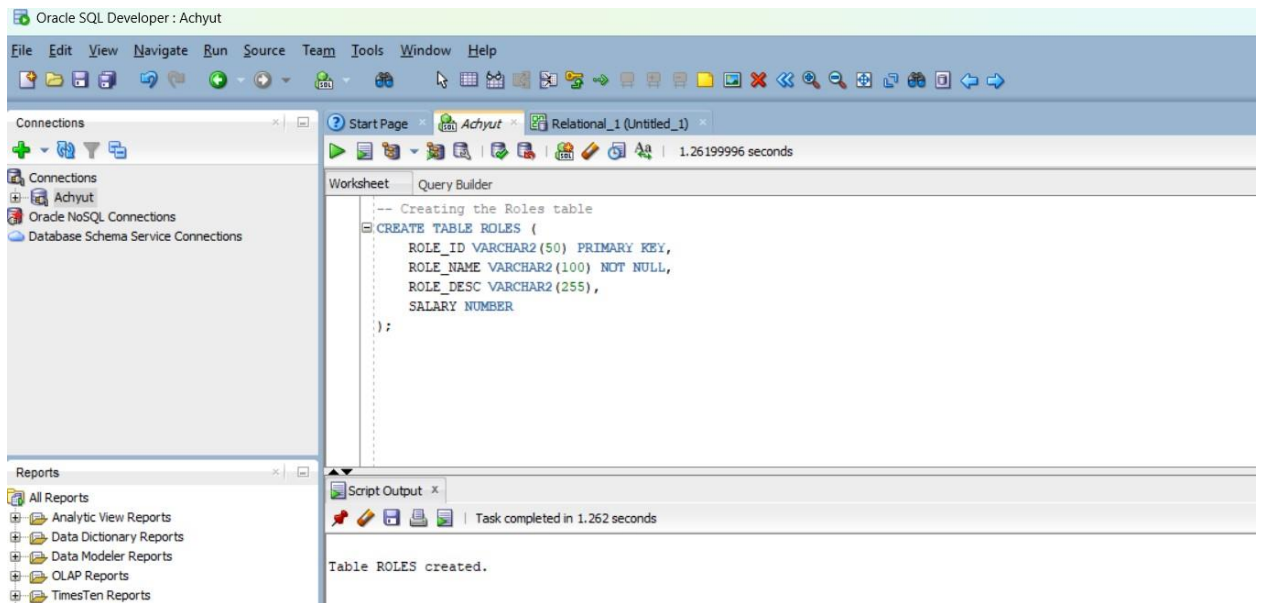 Oracle SQL Developer : Achyut
File Edit View Navigate Run Source Team Tools Window Help
Connections
Connections
Achyut
Oracle NoSQL Connections
Database Schema Service Connections
Start Page
Achyut
Relational_1 (Untitled_1)
1.26199996 seconds
Worksheet Query Builder
-- Creating the Roles table
CREATE TABLE ROLES (
ROLE_ID VARCHAR2(50) PRIMARY KEY,
ROLE_NAME VARCHAR2(100) NOT NULL,
ROLE_DESC VARCHAR2(255),
SALARY NUMBER
);
Reports
All Reports
Analytic View Reports
Data Dictionary Reports
Data Modeler Reports
OLAP Reports
TimesTen Reports
Script Output
Task completed in 1.262 seconds
Table ROLES created.